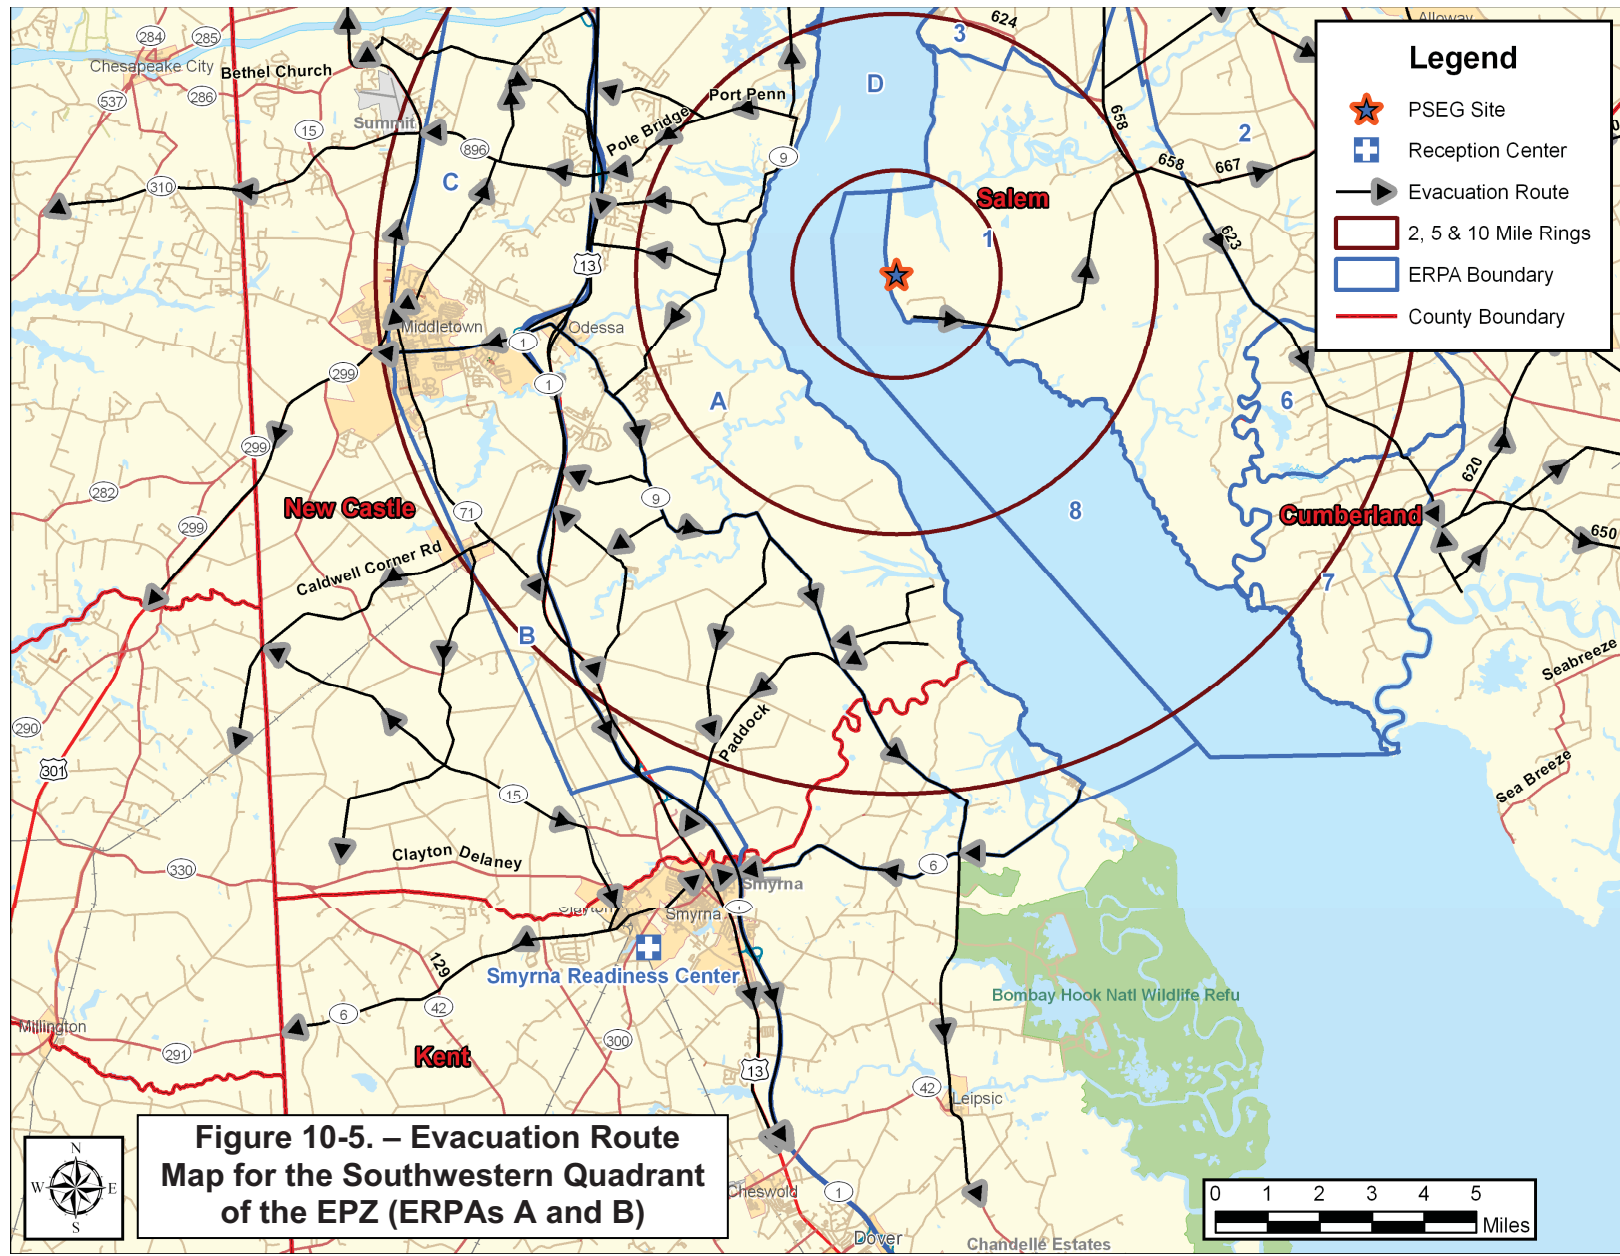 Legend
PSEG Site
Reception Center
Evacuation Route
2, 5 & 10 Mile Rings
ERPA Boundary
County Boundary
284
285
Chesapeake City
Bethel Church
537
286
15
Summit
896
310
C
Pole Bridge
Port Penn
9
D
3
624
Alloway
658
2
658
667
623
Salem
1
13
Middletown
Odessa
1
1
299
299
282
299
A
6
8
620
650
Cumberland
7
New Castle
71
9
Caldwell Corner Rd
B
Paddock
Seabreeze
Sea Breeze
290
301
15
330
Clayton Delaney
Clayton
Smyrna
Smyrna
6
Smyrna Readiness Center
129
6
42
Millington
291
Kent
300
13
42
Leipsic
Bombay Hook Natl Wildlife Refu
Cheswold
1
Dover
Chandelle Estates
N
W
E
S
Figure 10-5. – Evacuation Route
Map for the Southwestern Quadrant
of the EPZ (ERPAs A and B)
0 1 2 3 4 5
Miles